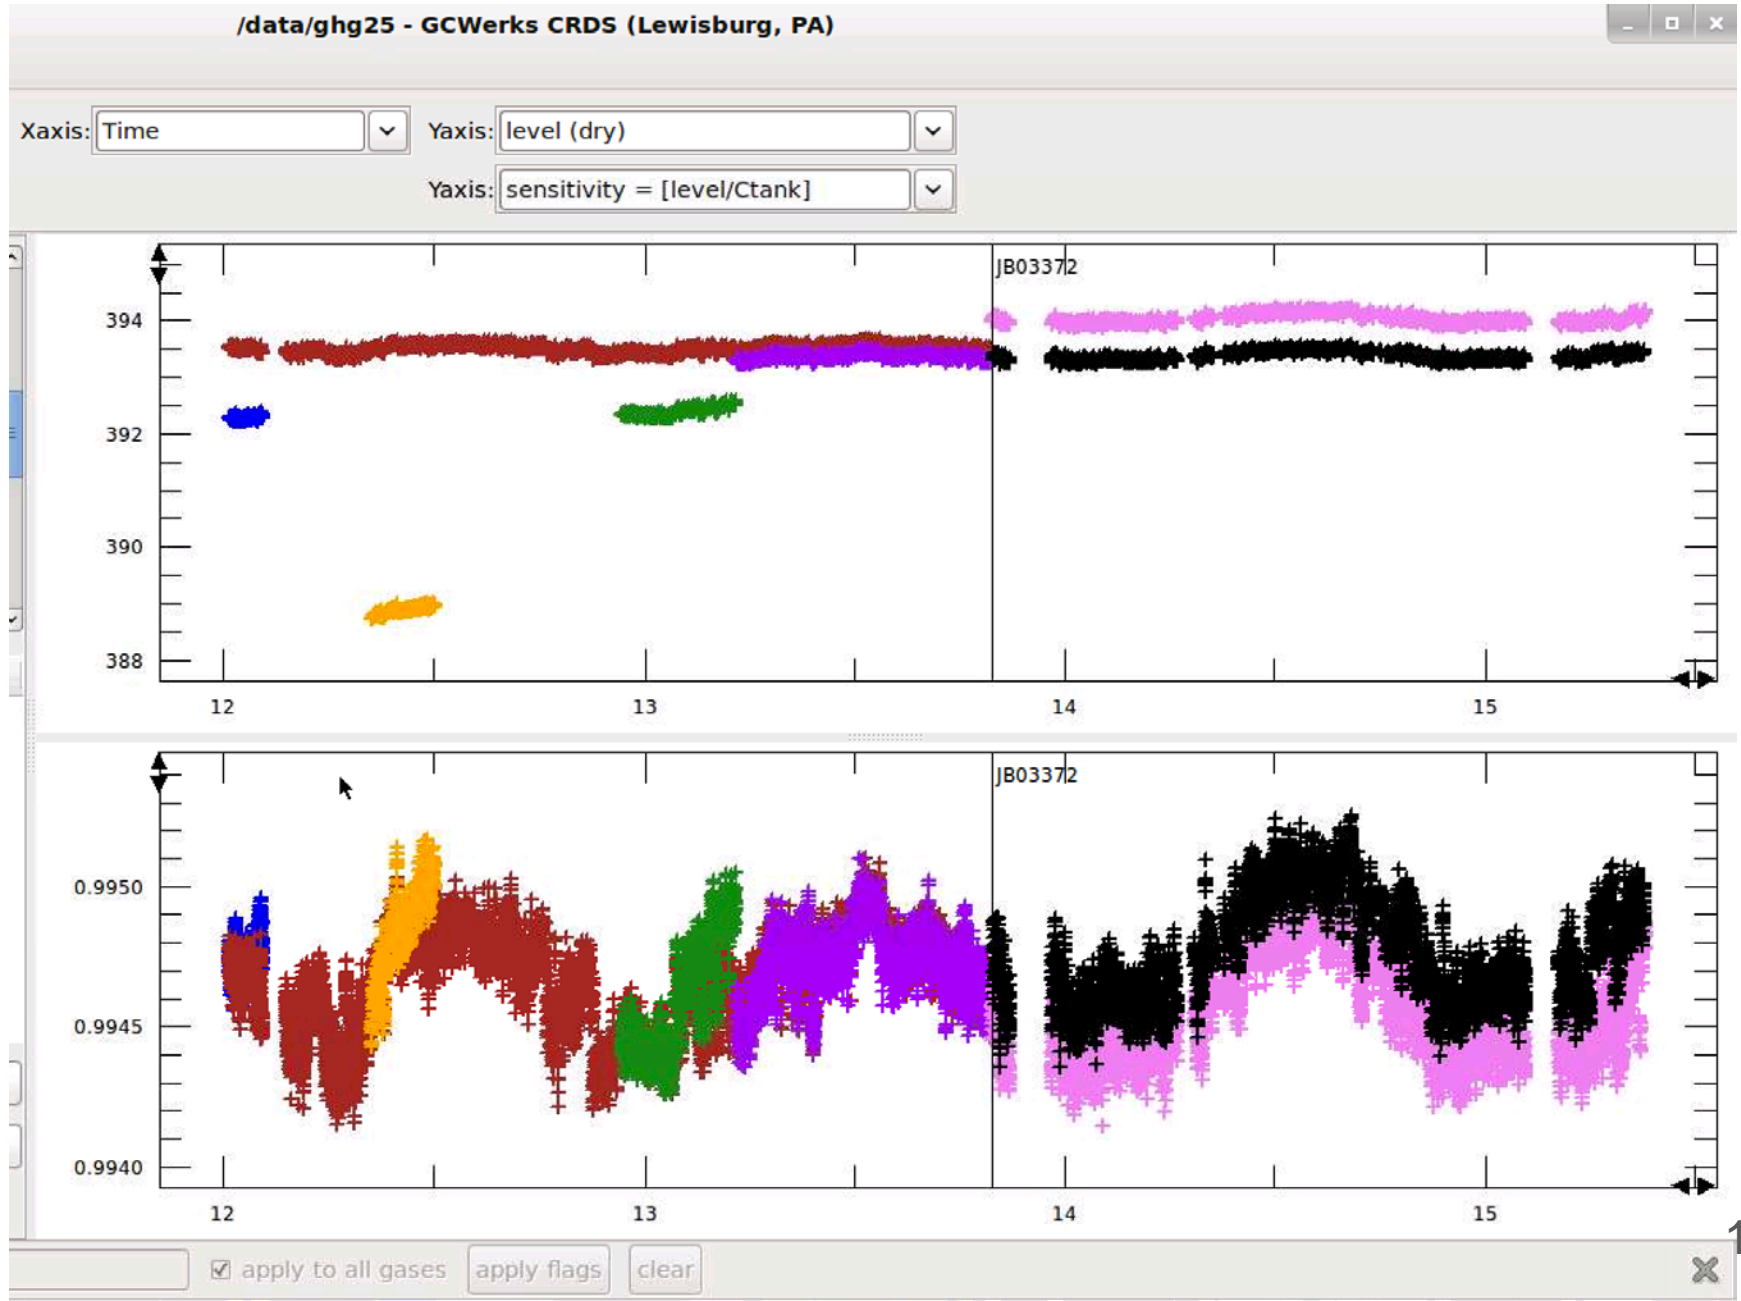 /data/ghg25 - GCWerks CRDS (Lewisburg, PA)
Xaxis: Time Yaxis: level (dry)
Yaxis: sensitivity = [level/Ctank]
JB03372
394
392
390
388
12 13 14 15
JB03372
0.9950
0.9945
0.9940
12 13 14 15
1
apply to all gases apply flags clear